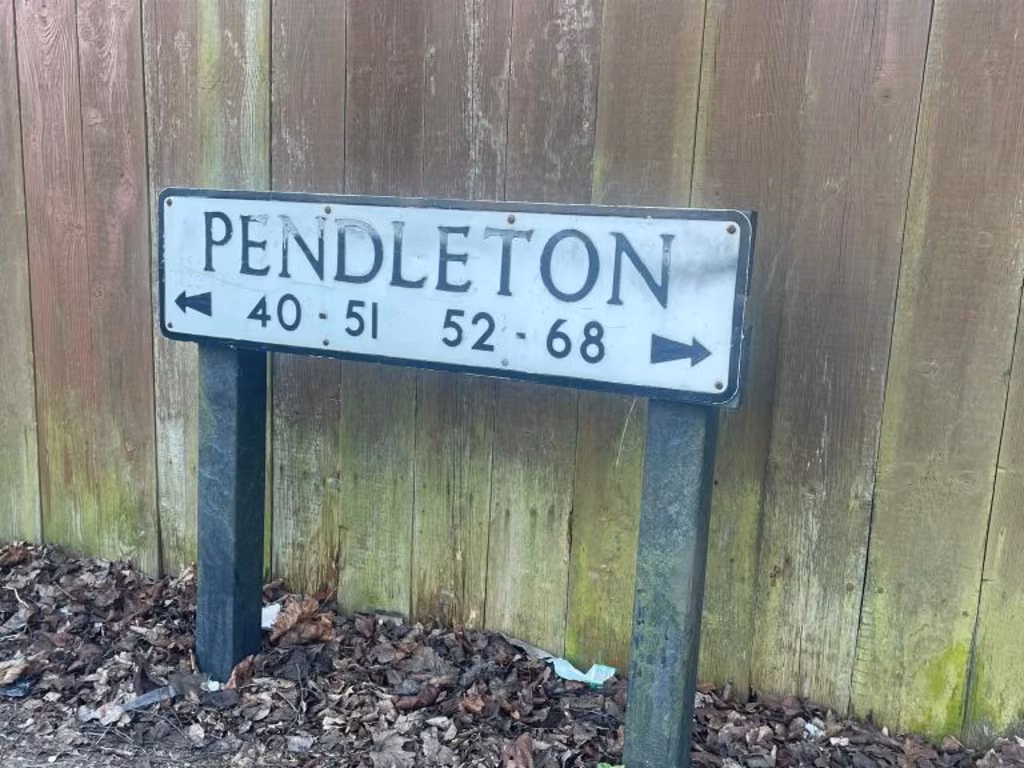 PENDLETON
← 40 - 51 52 - 68 →